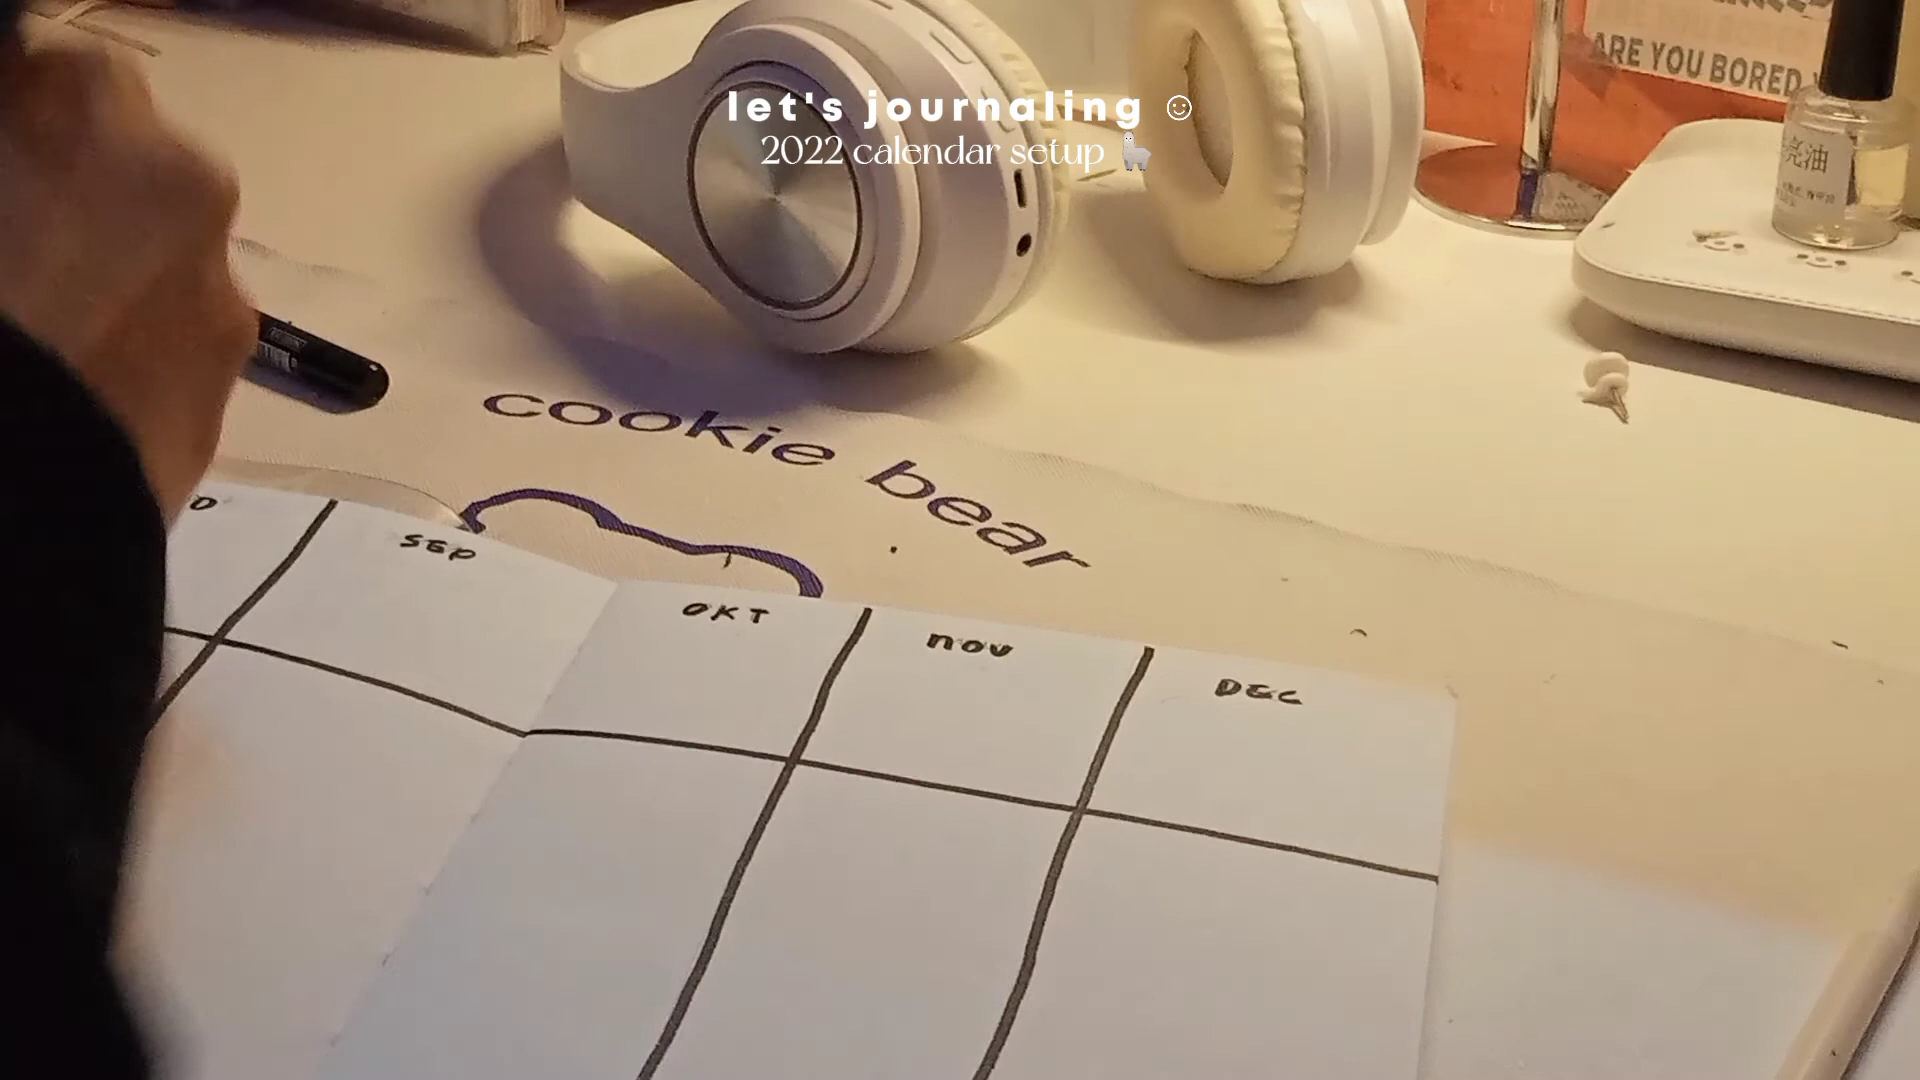 ARE YOU BORED
let's journaling ☺
2022 calendar setup 🦙
亮油
cookie bear
SEP
OKT
nov
DEC